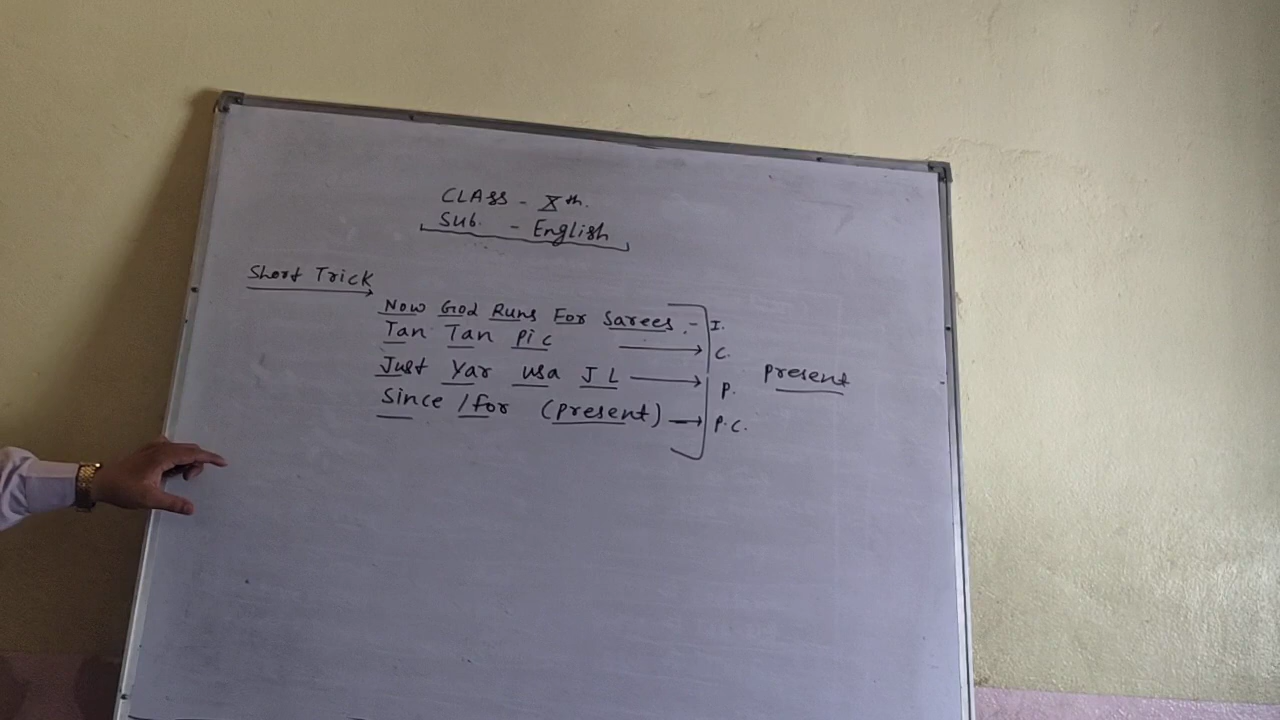 CLASS - Xth.
Sub. - English
Short Trick
Now God Runs For Sarees. - I.
Tan Tan Pic C.
Just Yar usa J L P. Present
Since / for (Present) P.C.